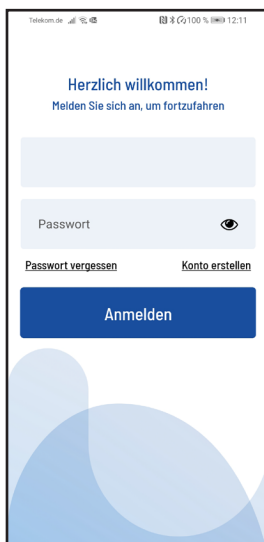 Telekom.de
100 % 12:11
Herzlich willkommen!
Melden Sie sich an, um fortzufahren
Passwort
Passwort vergessen
Konto erstellen
Anmelden